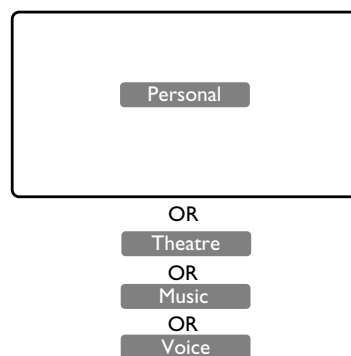 Personal
OR
Theatre
OR
Music
OR
Voice